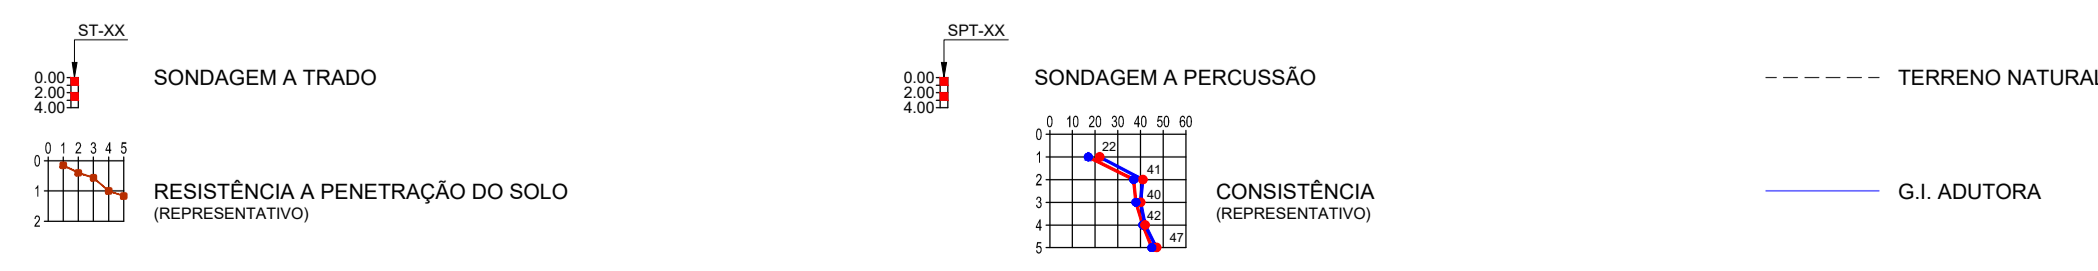 ST-XX
0.00
2.00
4.00
SONDAGEM A TRADO
0 1 2 3 4 5
0
1
2
RESISTÊNCIA A PENETRAÇÃO DO SOLO
(REPRESENTATIVO)
SPT-XX
0.00
2.00
4.00
SONDAGEM A PERCUSSÃO
0 10 20 30 40 50 60
0
1
2
3
4
5
22
41
40
42
47
CONSISTÊNCIA
(REPRESENTATIVO)
TERRENO NATURAL
G.I. ADUTORA